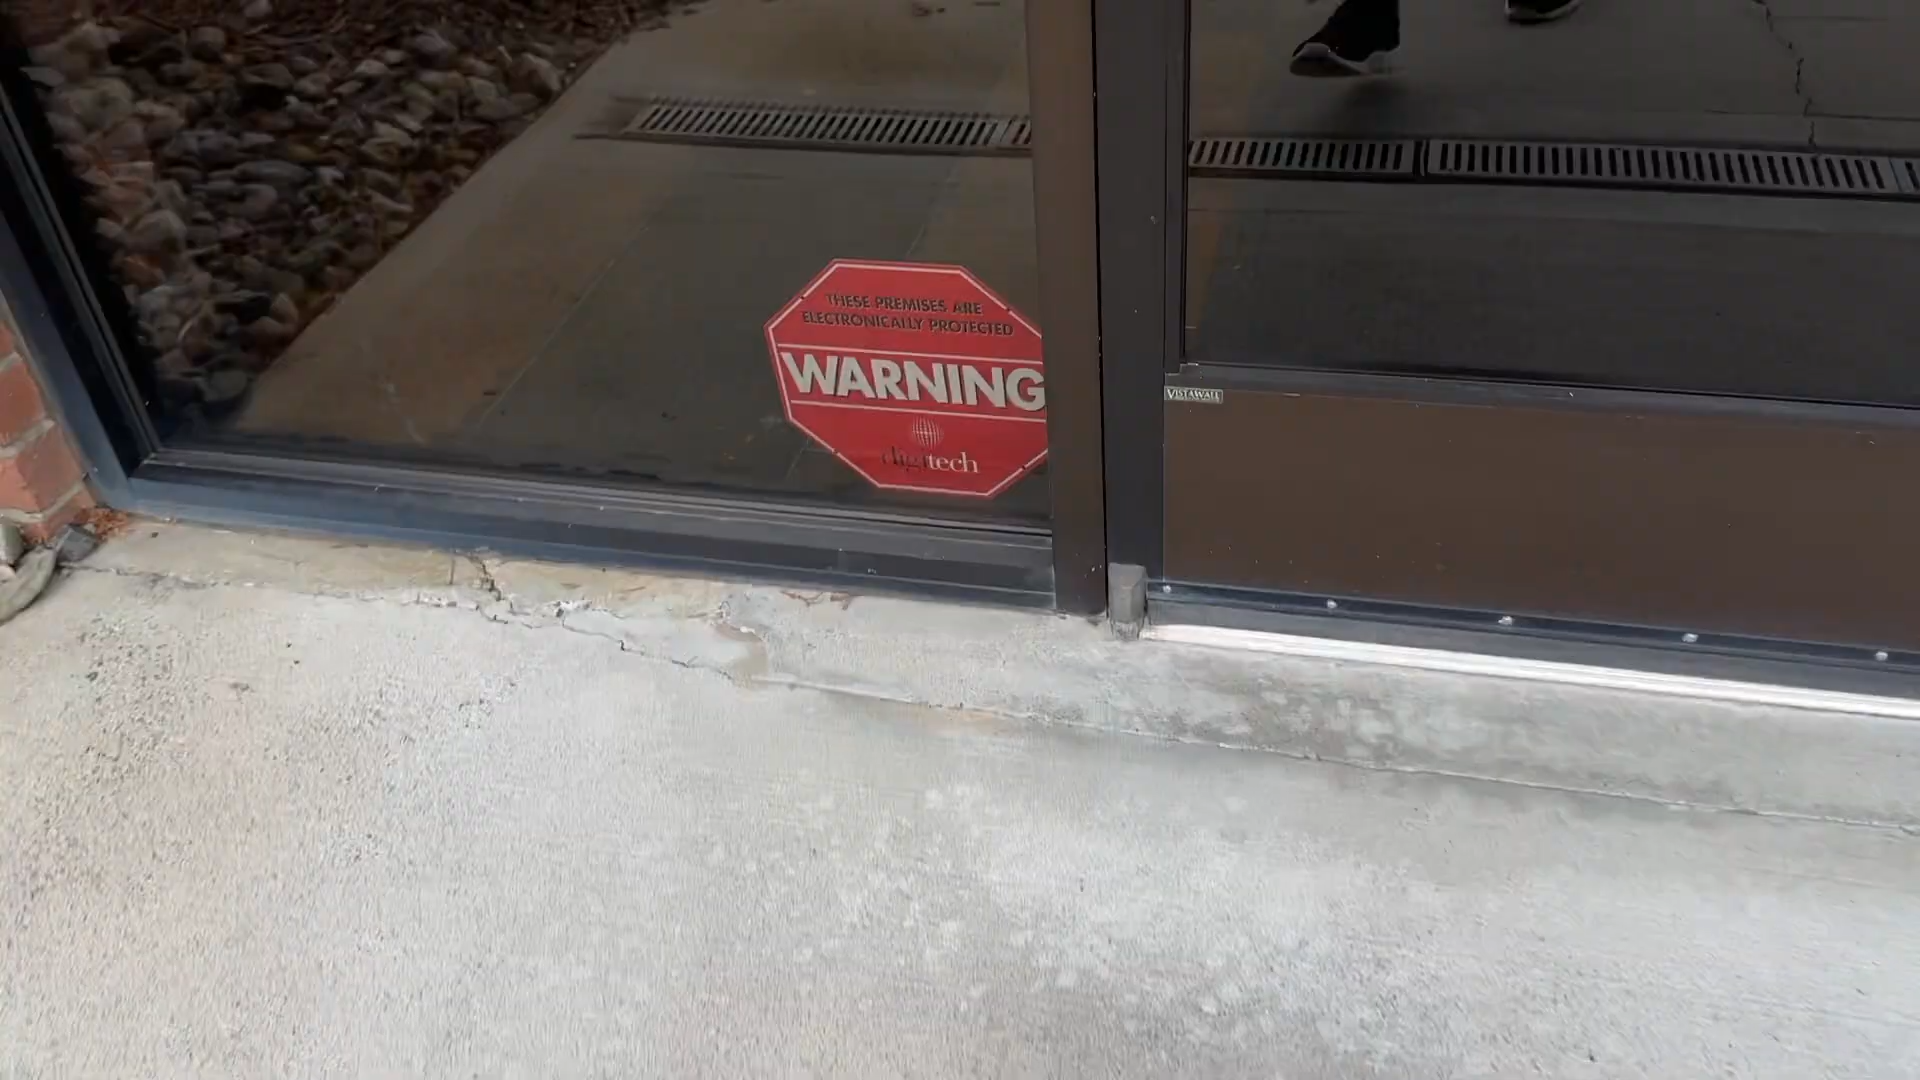 THESE PREMISES ARE
ELECTRONICALLY PROTECTED
WARNING
digitech
VISTAWALL